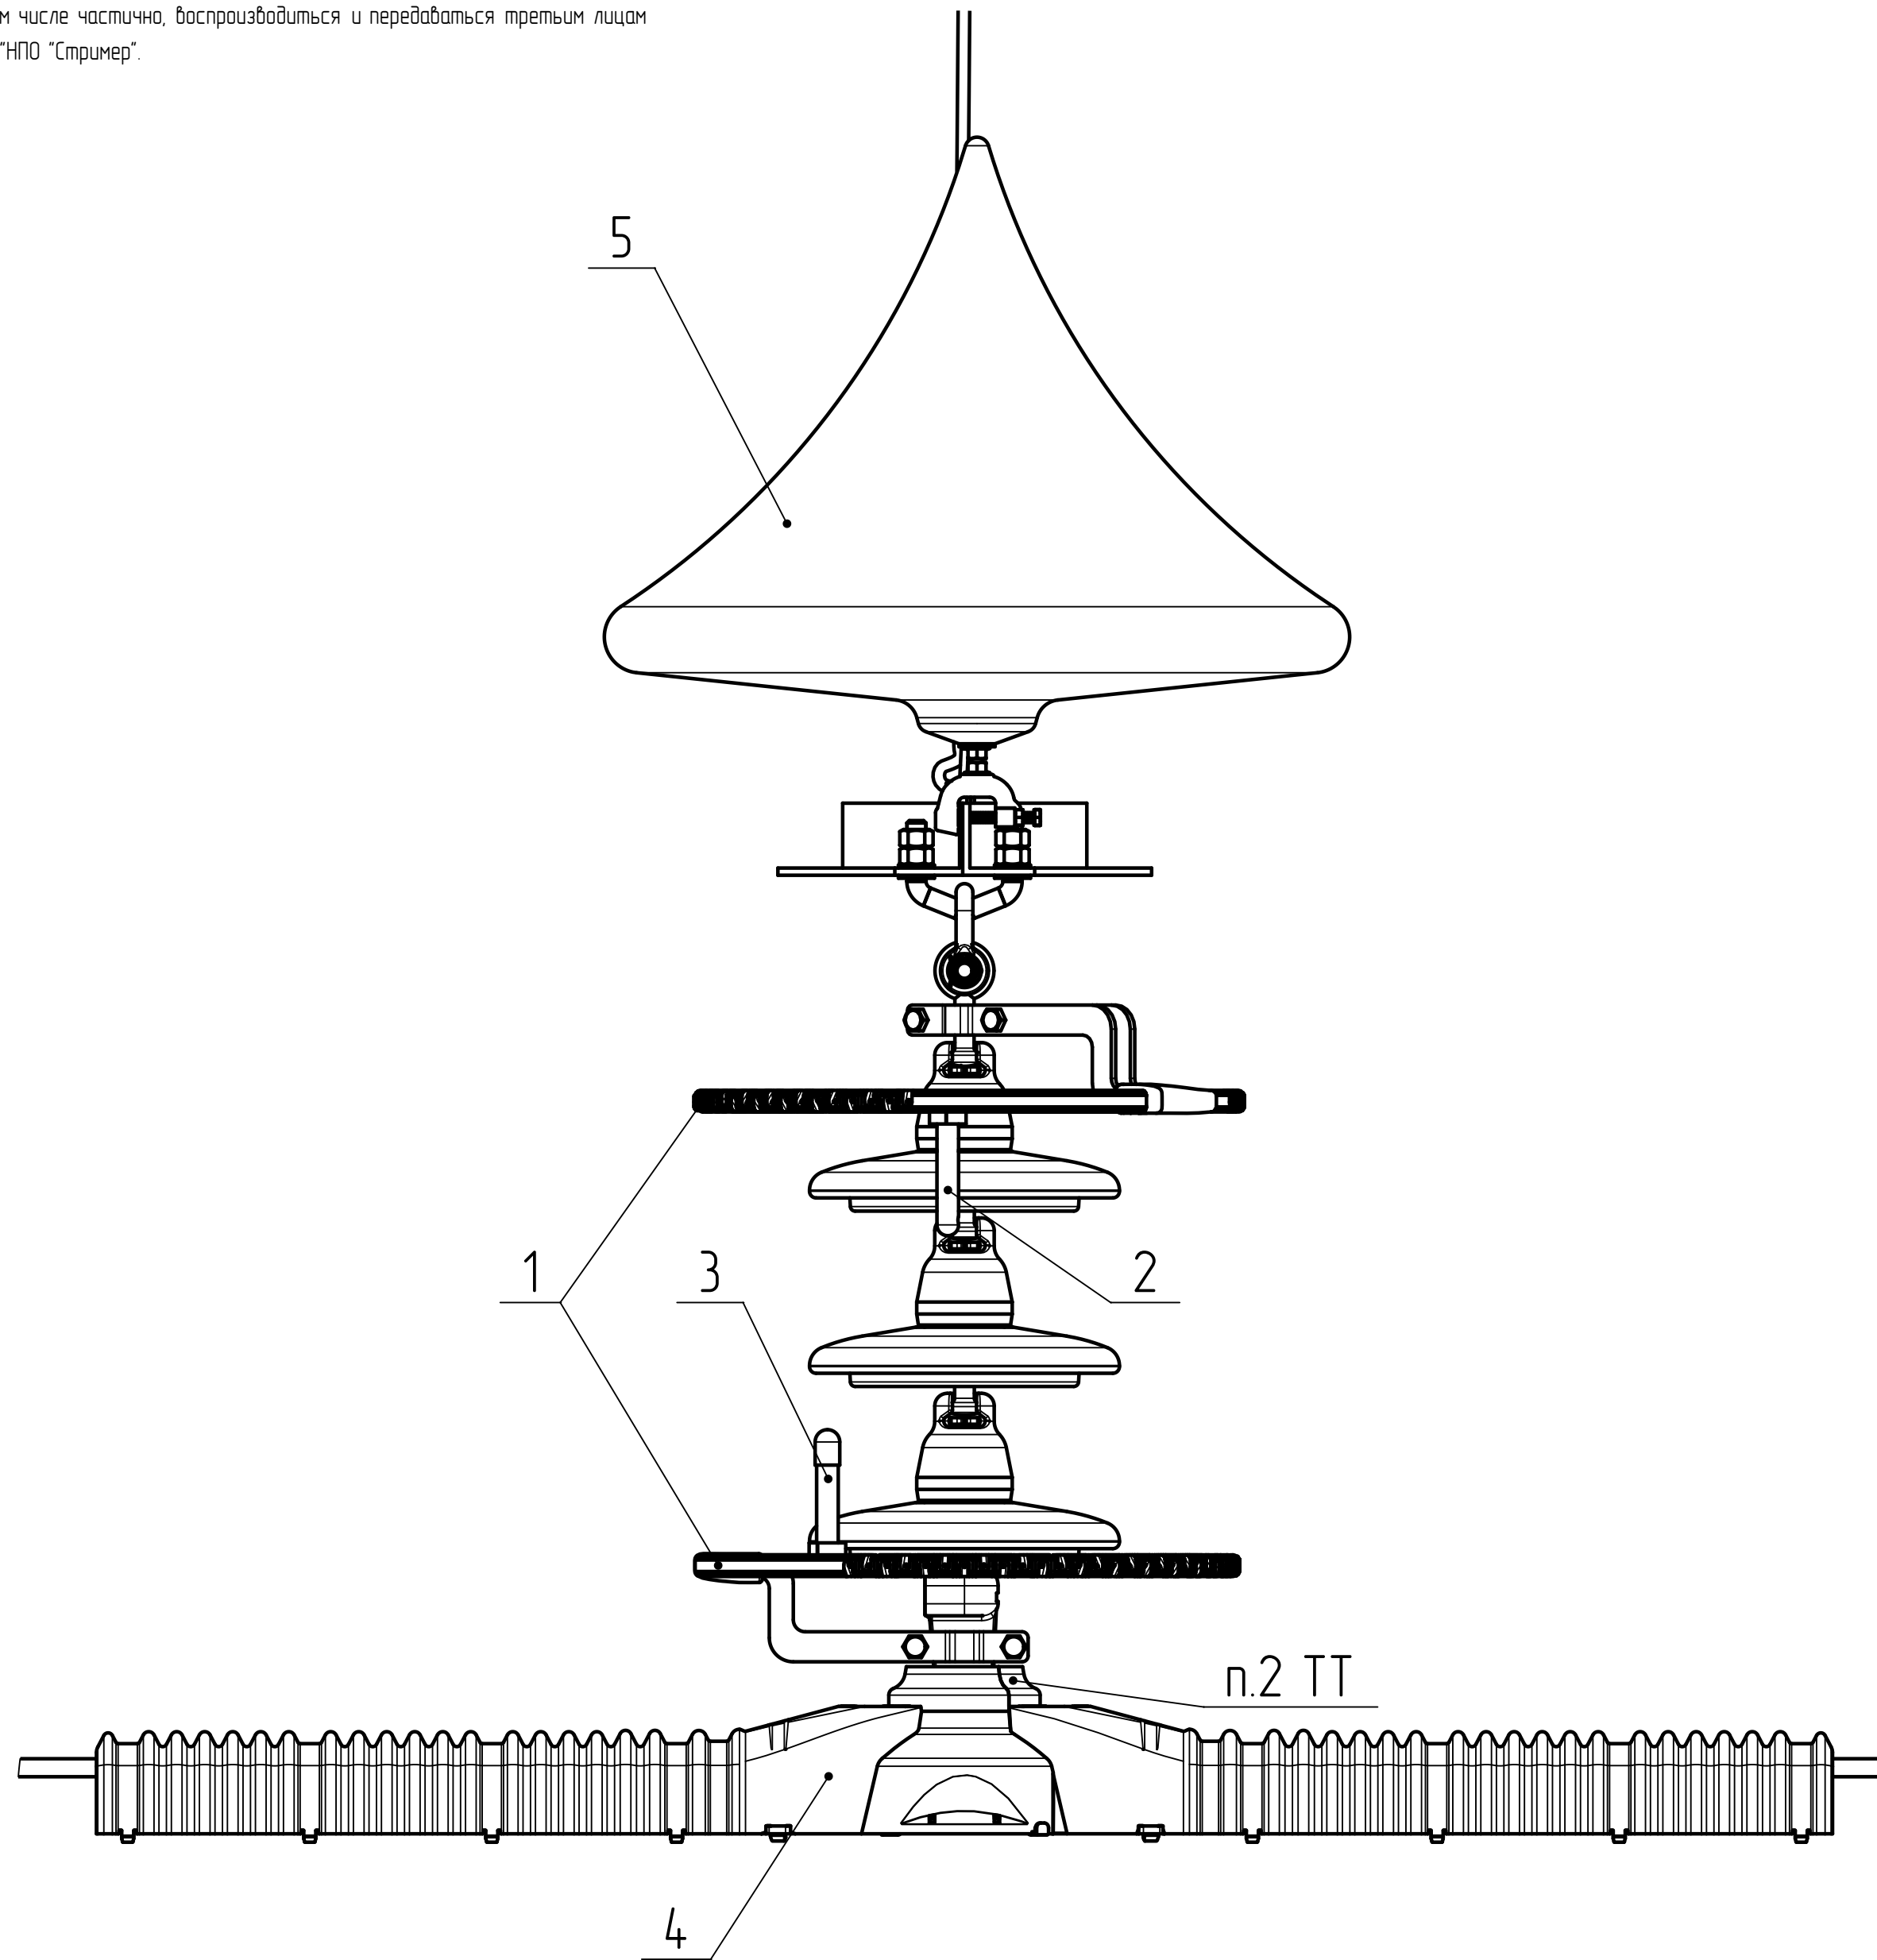 м числе частично, воспроизводиться и передаваться третьим лицам
"НПО "Стример".
5
1
3
2
п.2 ТТ
4